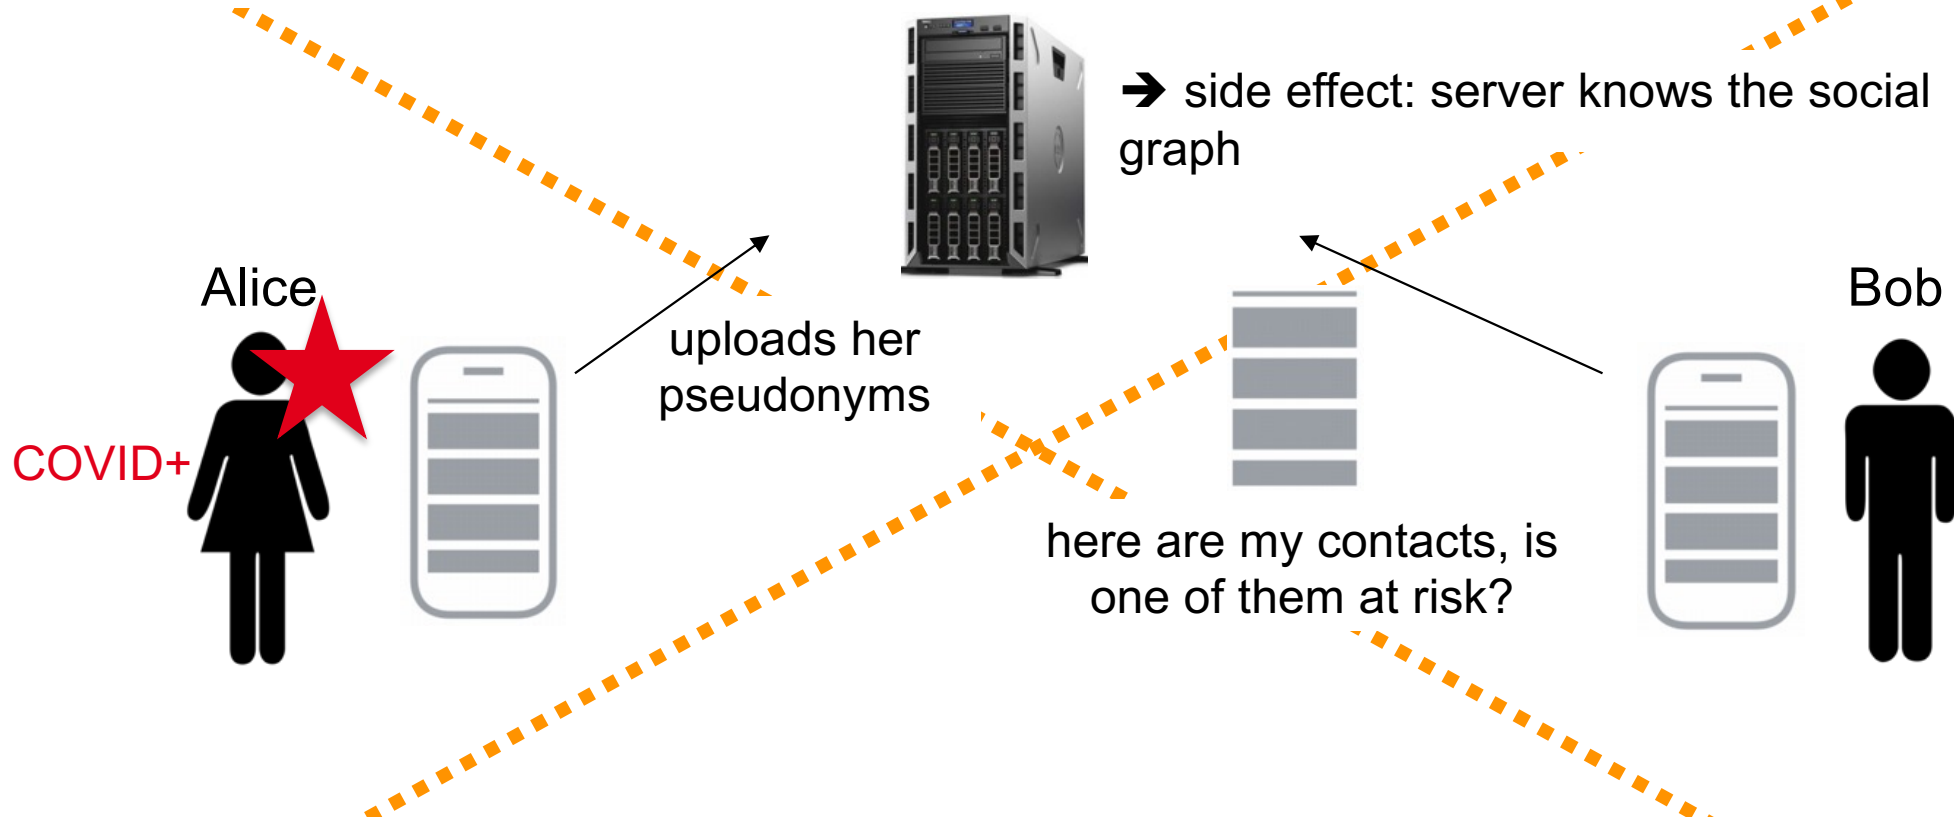 ➔ side effect: server knows the social
graph
Alice
Bob
uploads her
pseudonyms
COVID+
here are my contacts, is
one of them at risk?